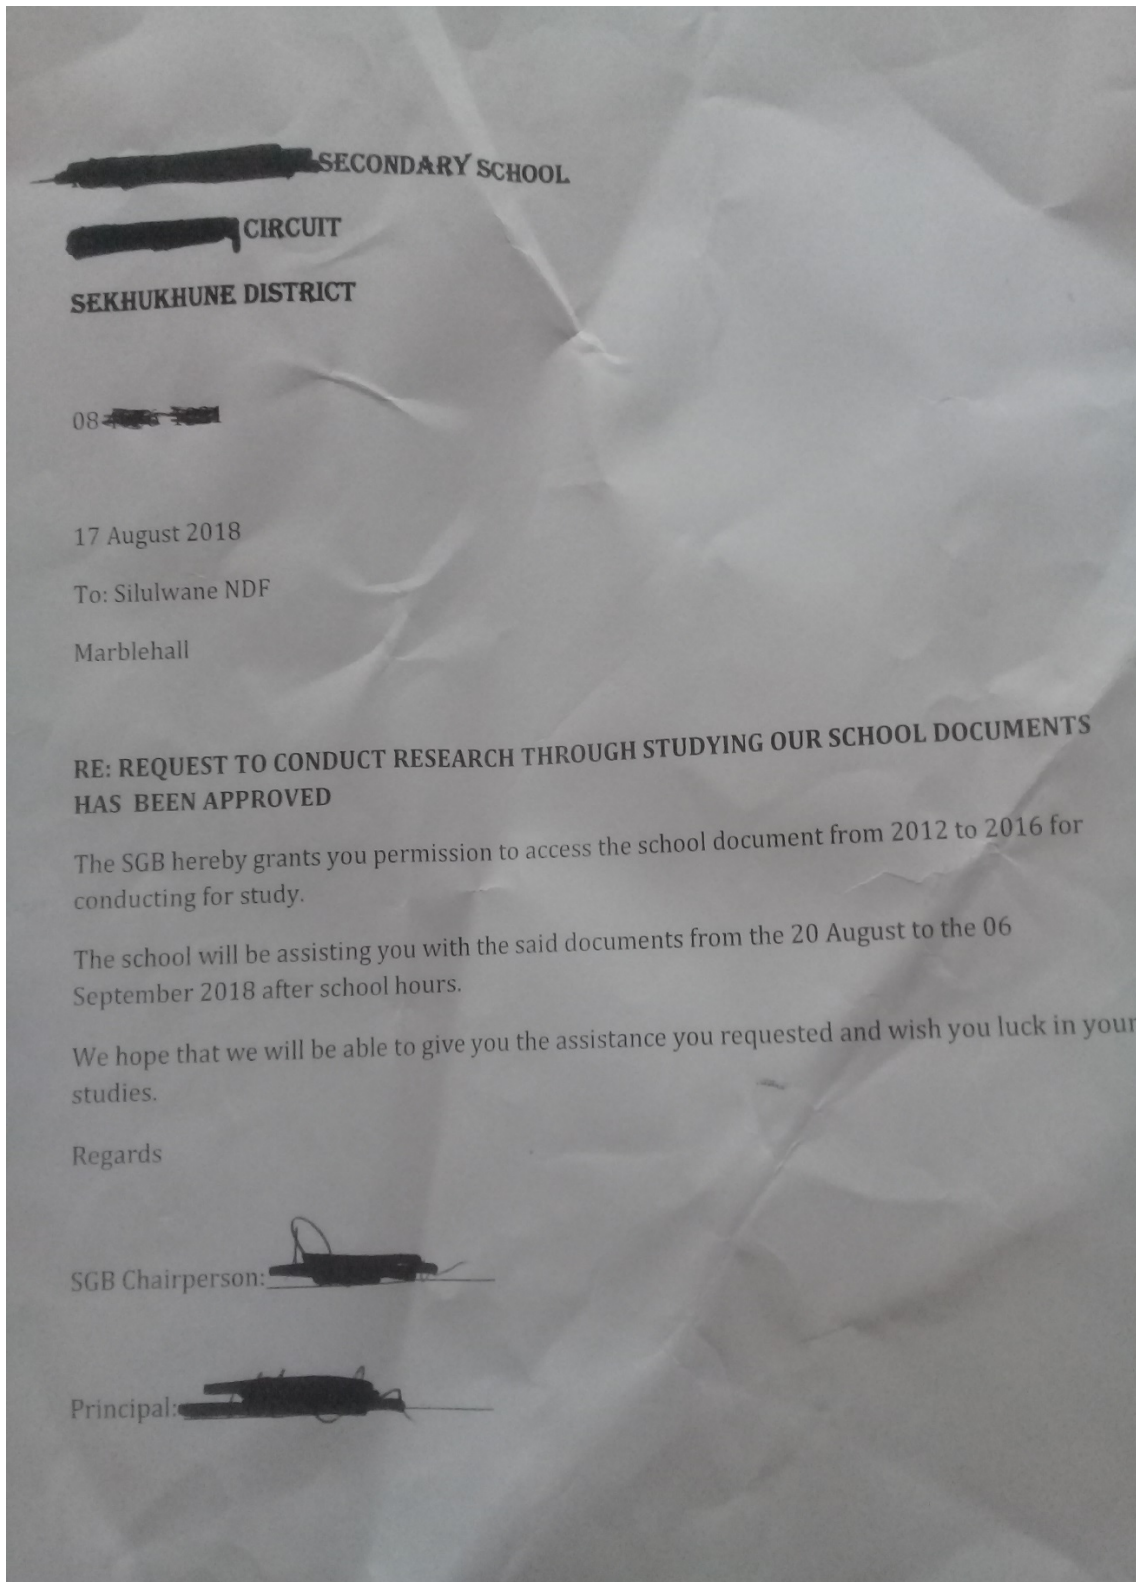 SECONDARY SCHOOL
CIRCUIT
SEKHUKHUNE DISTRICT
08
17 August 2018
To: Silulwane NDF
Marblehall
RE: REQUEST TO CONDUCT RESEARCH THROUGH STUDYING OUR SCHOOL DOCUMENTS
HAS BEEN APPROVED
The SGB hereby grants you permission to access the school document from 2012 to 2016 for
conducting for study.
The school will be assisting you with the said documents from the 20 August to the 06
September 2018 after school hours.
We hope that we will be able to give you the assistance you requested and wish you luck in your
studies.
Regards
SGB Chairperson:
Principal: